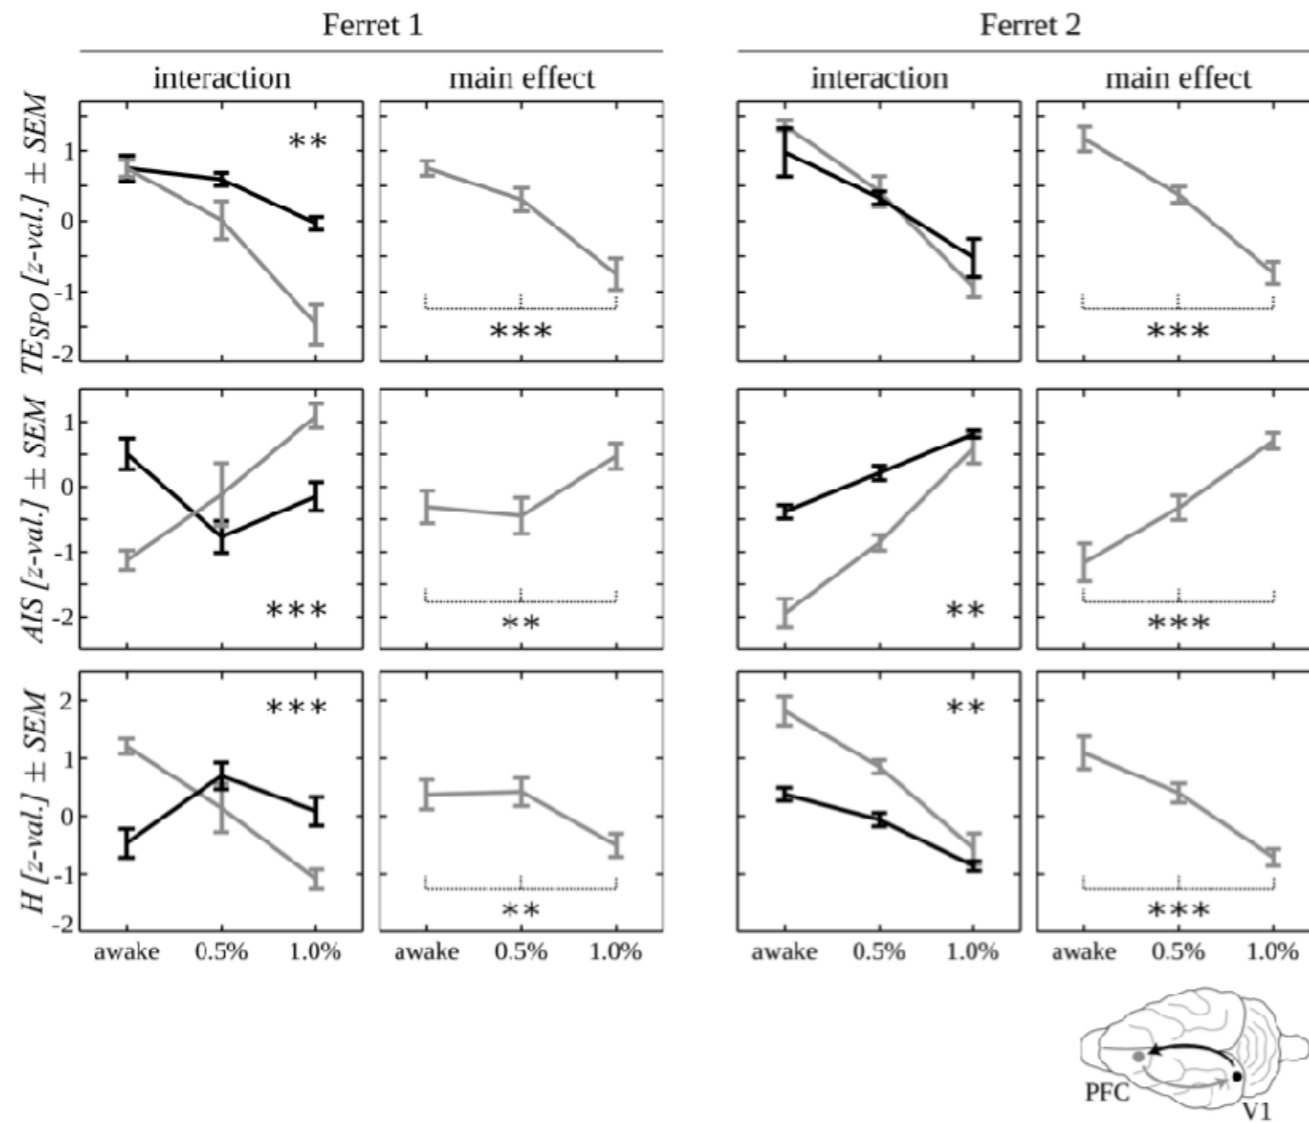 Ferret 1
Ferret 2
interaction
main effect
interaction
main effect
TE_SPO [z-val.] ± SEM
1
0
-1
-2
**
***
***
AIS [z-val.] ± SEM
1
0
-1
-2
***
**
**
***
H [z-val.] ± SEM
2
1
0
-1
-2
***
**
**
***
awake 0.5% 1.0%
awake 0.5% 1.0%
awake 0.5% 1.0%
awake 0.5% 1.0%
PFC
V1